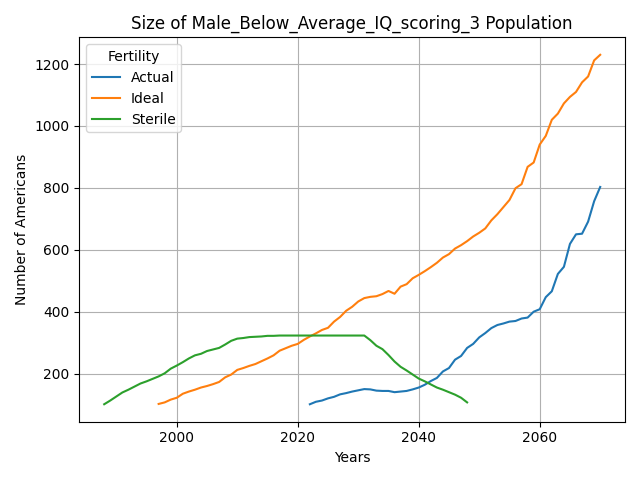 Size of Male_Below_Average_IQ_scoring_3 Population
Fertility
Actual
Ideal
Sterile
1200
1000
800
600
400
200
Number of Americans
2000
2020
2040
2060
Years